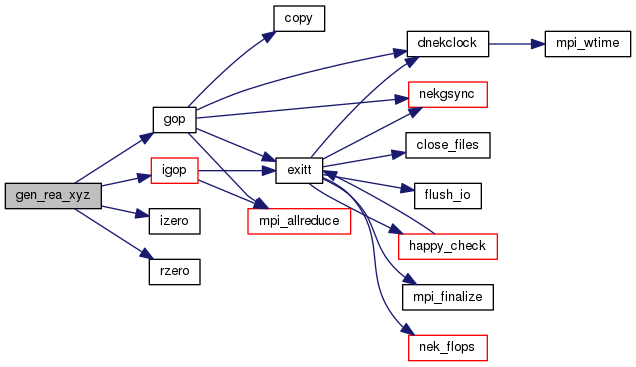 copy
dnekclock
mpi_wtime
nekgsync
gop
close_files
igop
exitt
gen_rea_xyz
flush_io
izero
mpi_allreduce
happy_check
rzero
mpi_finalize
nek_flops